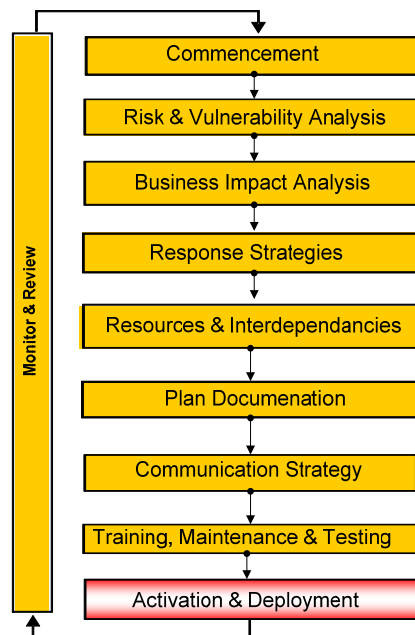 Commencement
Risk & Vulnerability Analysis
Business Impact Analysis
Response Strategies
Resources & Interdependancies
Plan Documenation
Communication Strategy
Training, Maintenance & Testing
Activation & Deployment
Monitor & Review